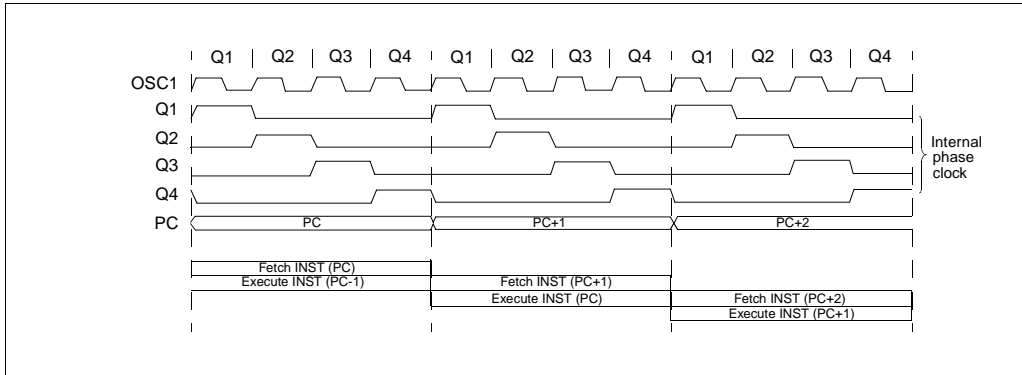 Q1 Q2 Q3 Q4 Q1 Q2 Q3 Q4 Q1 Q2 Q3 Q4
OSC1
Q1
Q2
Q3
Q4
PC
Internal
phase
clock
PC PC+1 PC+2
Fetch INST (PC)
Execute INST (PC-1) Fetch INST (PC+1)
Execute INST (PC) Fetch INST (PC+2)
Execute INST (PC+1)